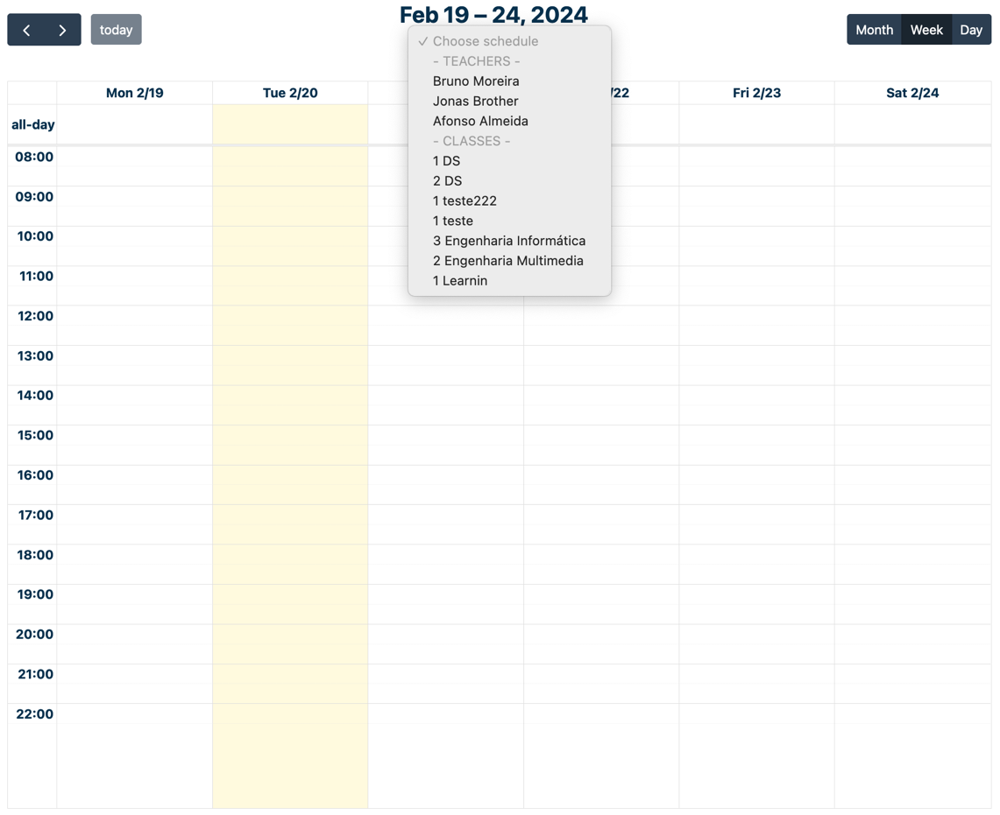 Feb 19 – 24, 2024
today
Month Week Day
✓ Choose schedule
- TEACHERS -
Bruno Moreira
Jonas Brother
Afonso Almeida
- CLASSES -
1 DS
2 DS
1 teste222
1 teste
3 Engenharia Informática
2 Engenharia Multimedia
1 Learnin
Mon 2/19 Tue 2/20 /22 Fri 2/23 Sat 2/24
all-day
08:00
09:00
10:00
11:00
12:00
13:00
14:00
15:00
16:00
17:00
18:00
19:00
20:00
21:00
22:00